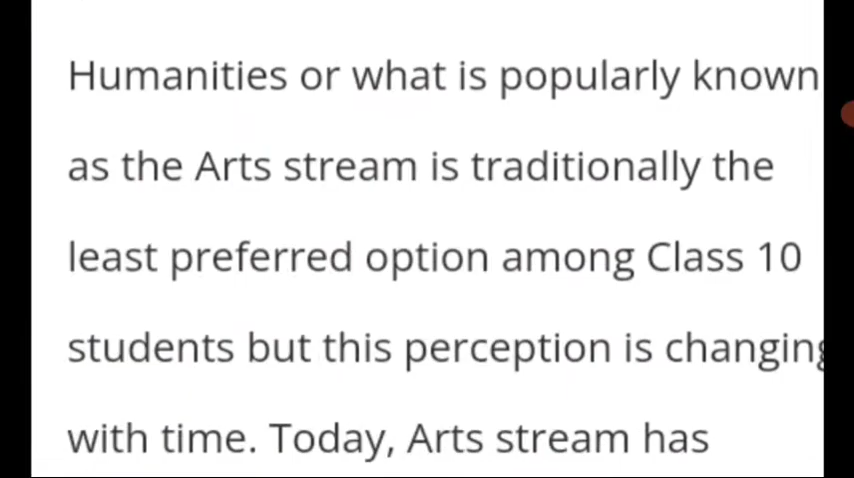 Humanities or what is popularly known
as the Arts stream is traditionally the
least preferred option among Class 10
students but this perception is changing
with time. Today, Arts stream has